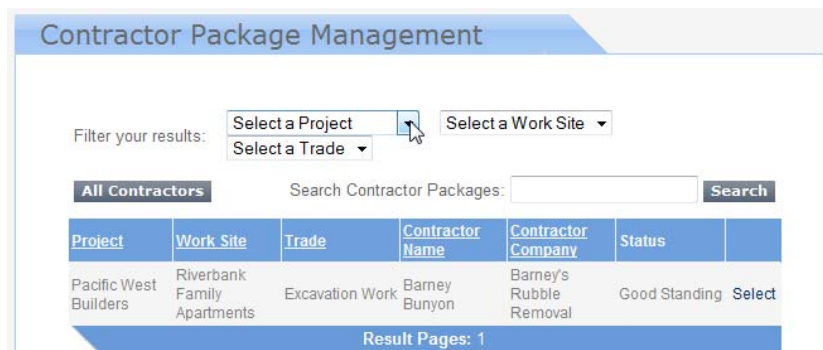 Contractor Package Management
Filter your results:
Select a Project
Select a Work Site
Select a Trade
All Contractors
Search Contractor Packages:
Search
Project
Work Site
Trade
Contractor
Name
Contractor
Company
Status
Pacific West
Builders
Riverbank
Family
Apartments
Excavation Work
Barney
Bunyon
Barney's
Rubble
Removal
Good Standing
Select
Result Pages: 1